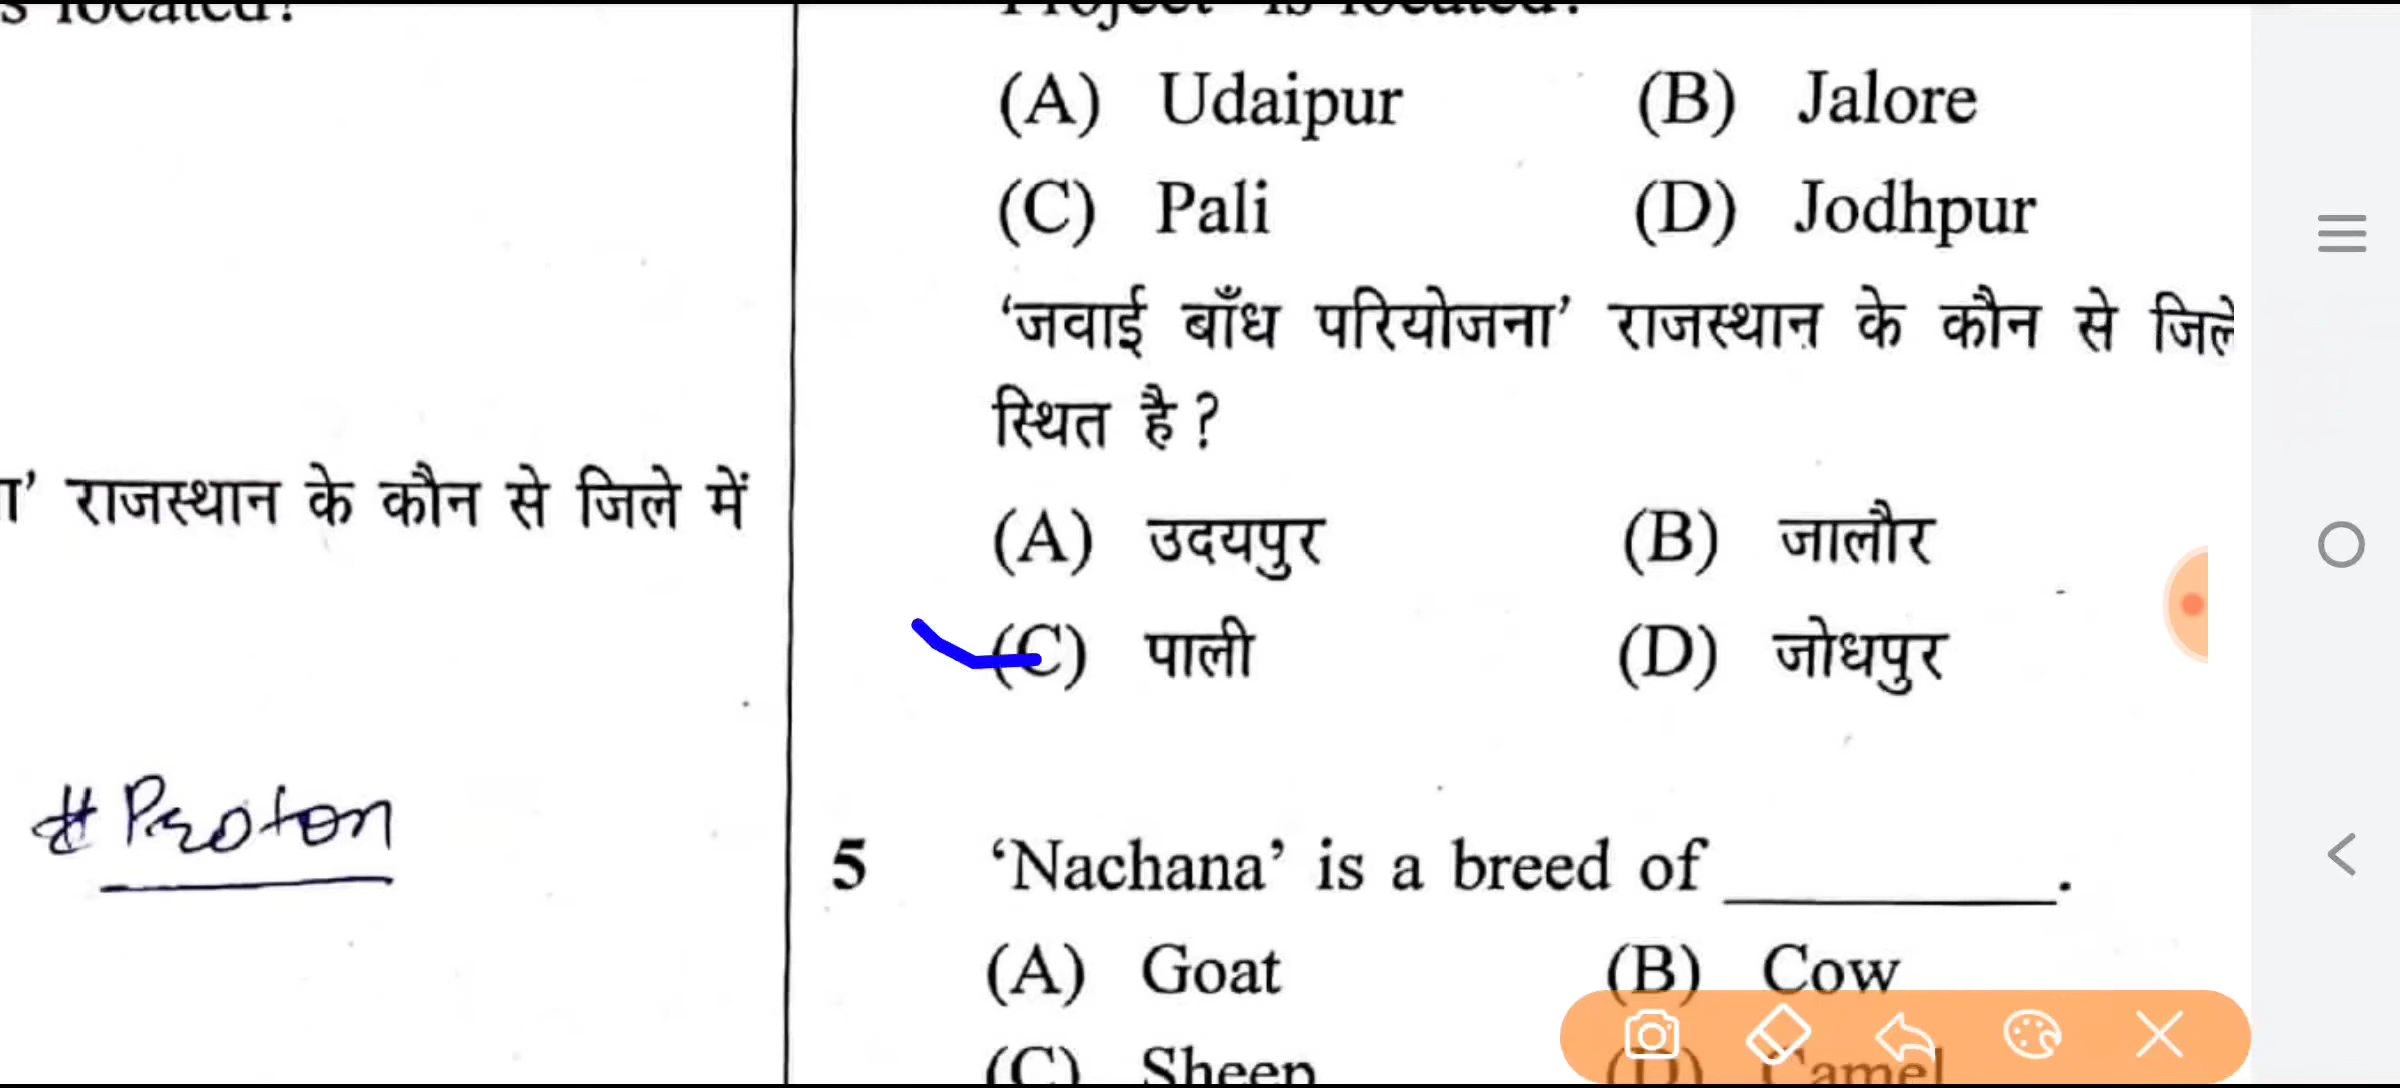 राजस्थान के कौन से जिले में
# Proton
(A) Udaipur (B) Jalore
(C) Pali (D) Jodhpur
‘जवाई बाँध परियोजना’ राजस्थान के कौन से जिले
स्थित है ?
(A) उदयपुर (B) जालौर
(C) पाली (D) जोधपुर
5 ‘Nachana’ is a breed of ________.
(A) Goat (B) Cow
(C) Sheep (D) Camel